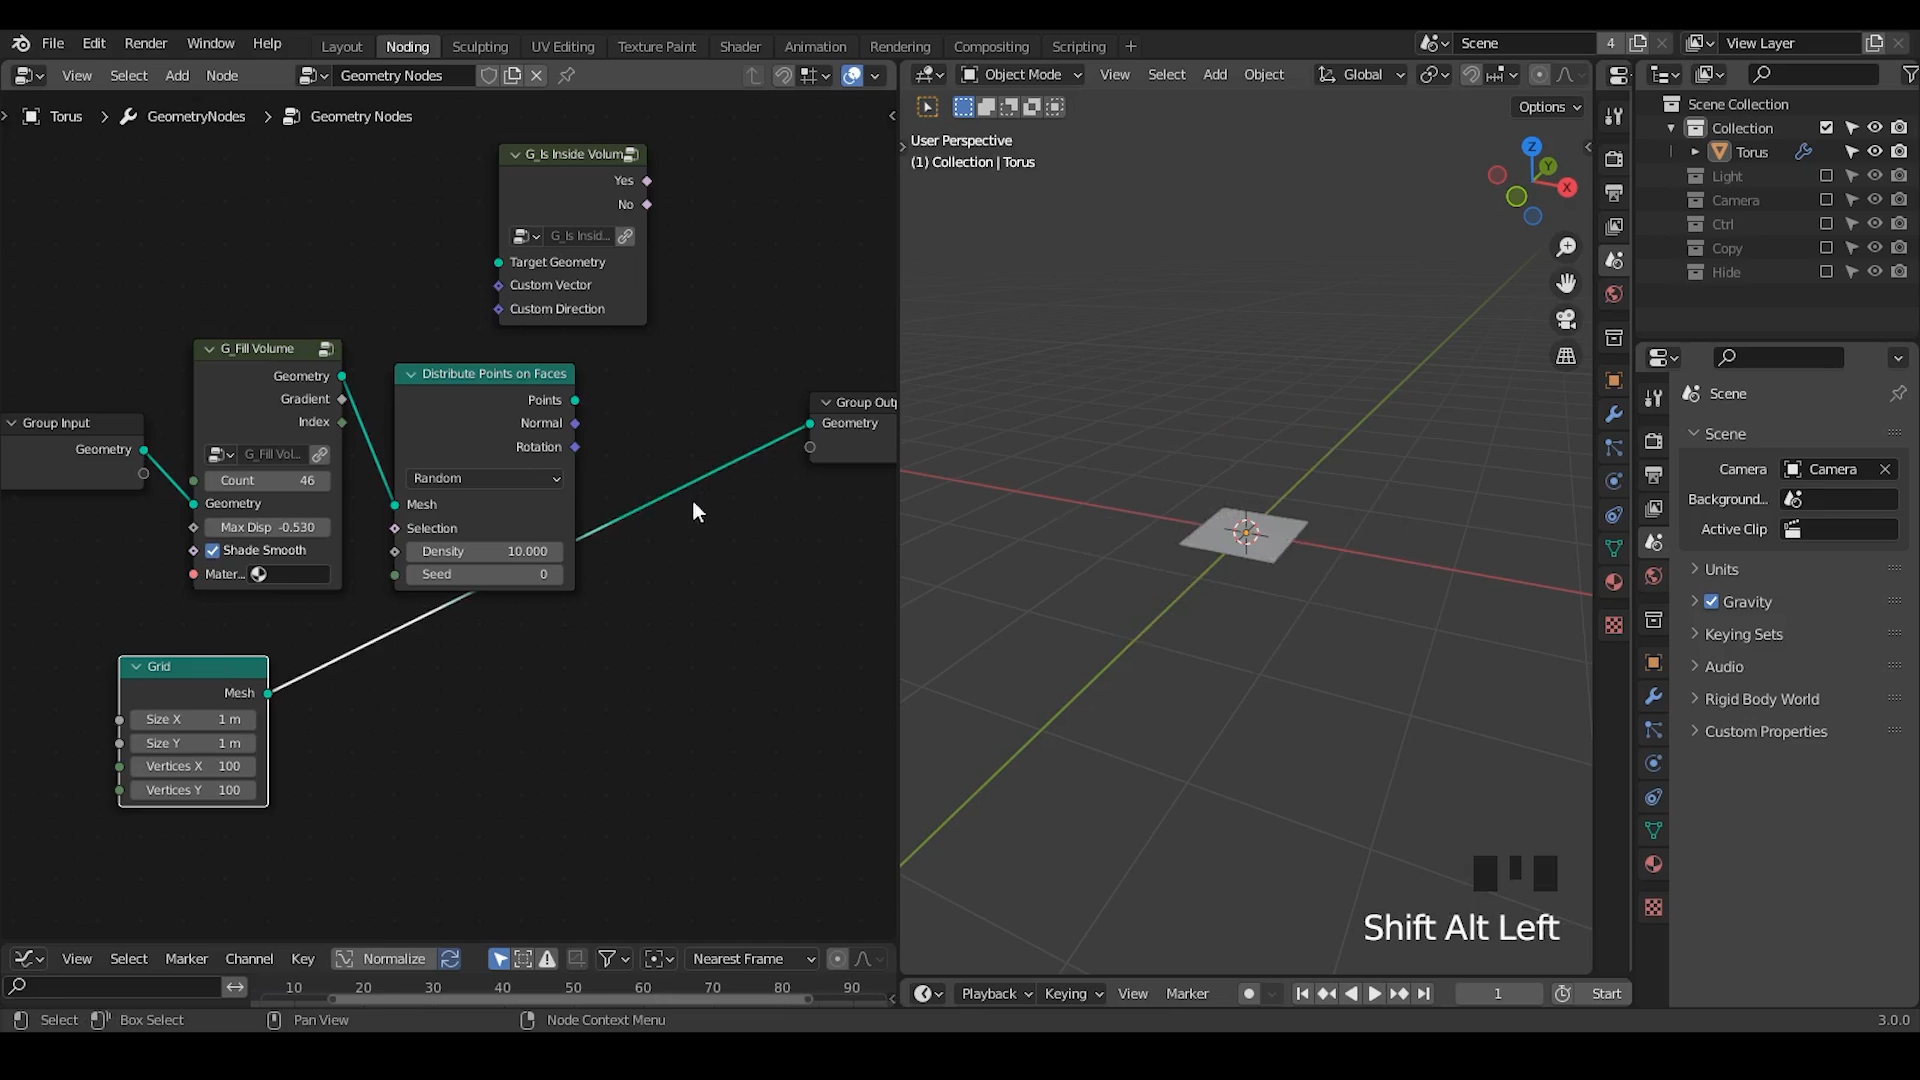 File Edit Render Window Help Layout Noding Sculpting UV Editing Texture Paint Shader Animation Rendering Compositing Scripting + Scene 4 View Layer
View Select Add Node Geometry Nodes
Object Mode View Select Add Object Global
Options
Torus > GeometryNodes > Geometry Nodes
User Perspective
(1) Collection | Torus
Z
Y
X
Scene Collection
Collection
Torus
Light
Camera
Ctrl
Copy
Hide
G_Is Inside Volum
Yes
No
G_Is Insid...
Target Geometry
Custom Vector
Custom Direction
G_Fill Volume
Geometry
Gradient
Index
G_Fill Vol...
Count 46
Geometry
Max Disp -0.530
Shade Smooth
Mater...
Distribute Points on Faces
Points
Normal
Rotation
Random
Mesh
Selection
Density 10.000
Seed 0
Group Input
Geometry
Group Outp
Geometry
Grid
Mesh
Size X 1 m
Size Y 1 m
Vertices X 100
Vertices Y 100
Scene
Scene
Camera Camera
Background...
Active Clip
Units
Gravity
Keying Sets
Audio
Rigid Body World
Custom Properties
Shift Alt Left
View Select Marker Channel Key Normalize Nearest Frame
10 20 30 40 50 60 70 80 90
Playback Keying View Marker 1 Start
Select Box Select Pan View Node Context Menu 3.0.0